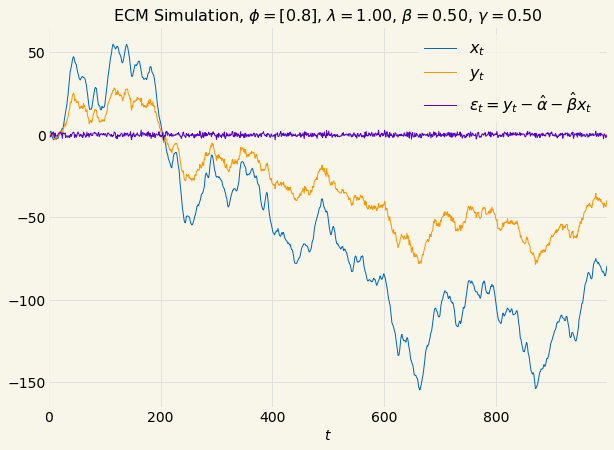 ECM Simulation, ϕ = [0.8], λ = 1.00, β = 0.50, γ = 0.50
x_t
y_t
ε_t = y_t − α̂ − β̂x_t
50
0
−50
−100
−150
0 200 400 600 800
t